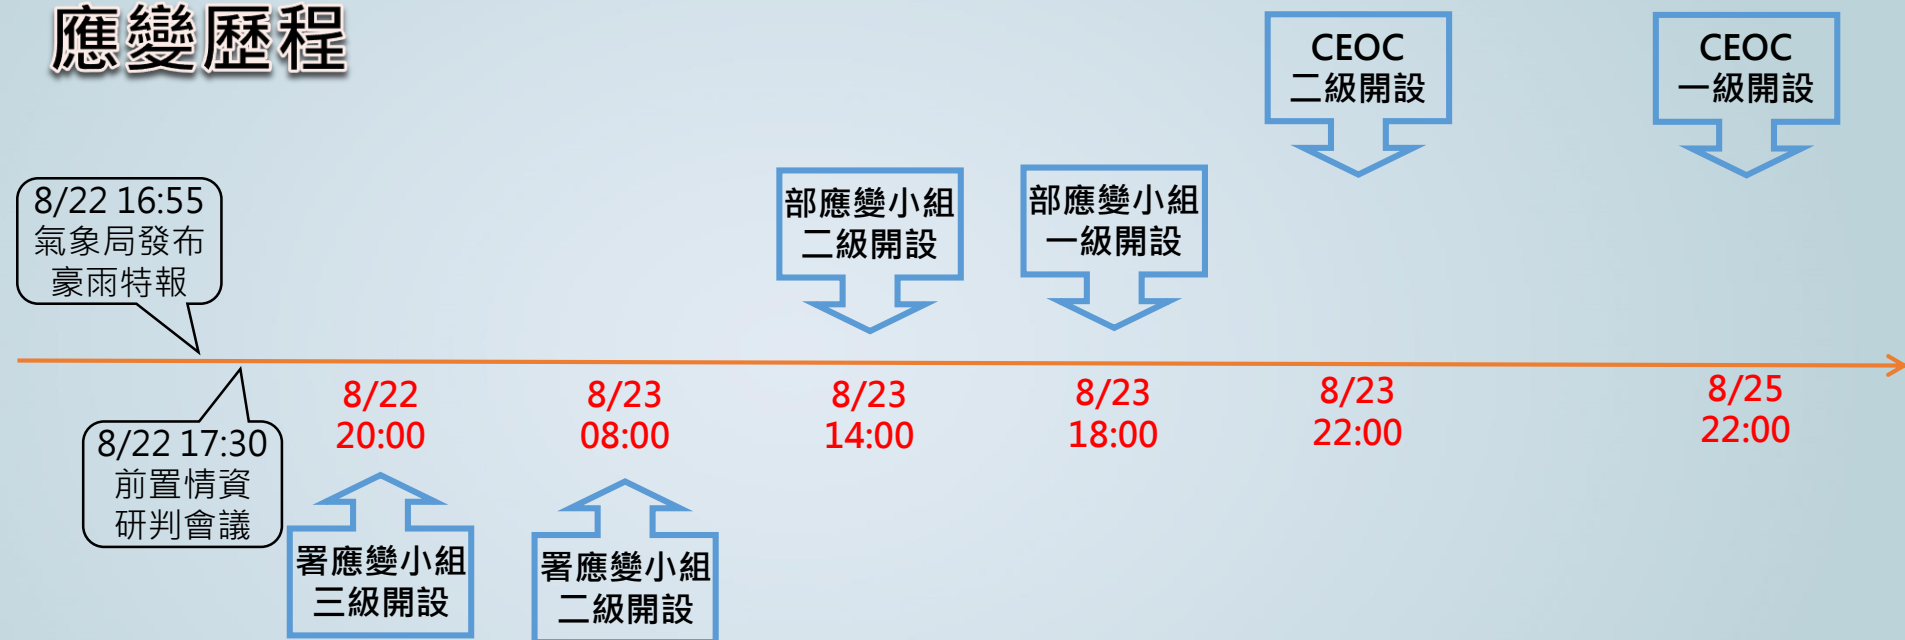 應變歷程
CEOC
二級開設
CEOC
一級開設
8/22 16:55
氣象局發布
豪雨特報
部應變小組
二級開設
部應變小組
一級開設
8/22
20:00
8/23
08:00
8/23
14:00
8/23
18:00
8/23
22:00
8/25
22:00
8/22 17:30
前置情資
研判會議
署應變小組
三級開設
署應變小組
二級開設